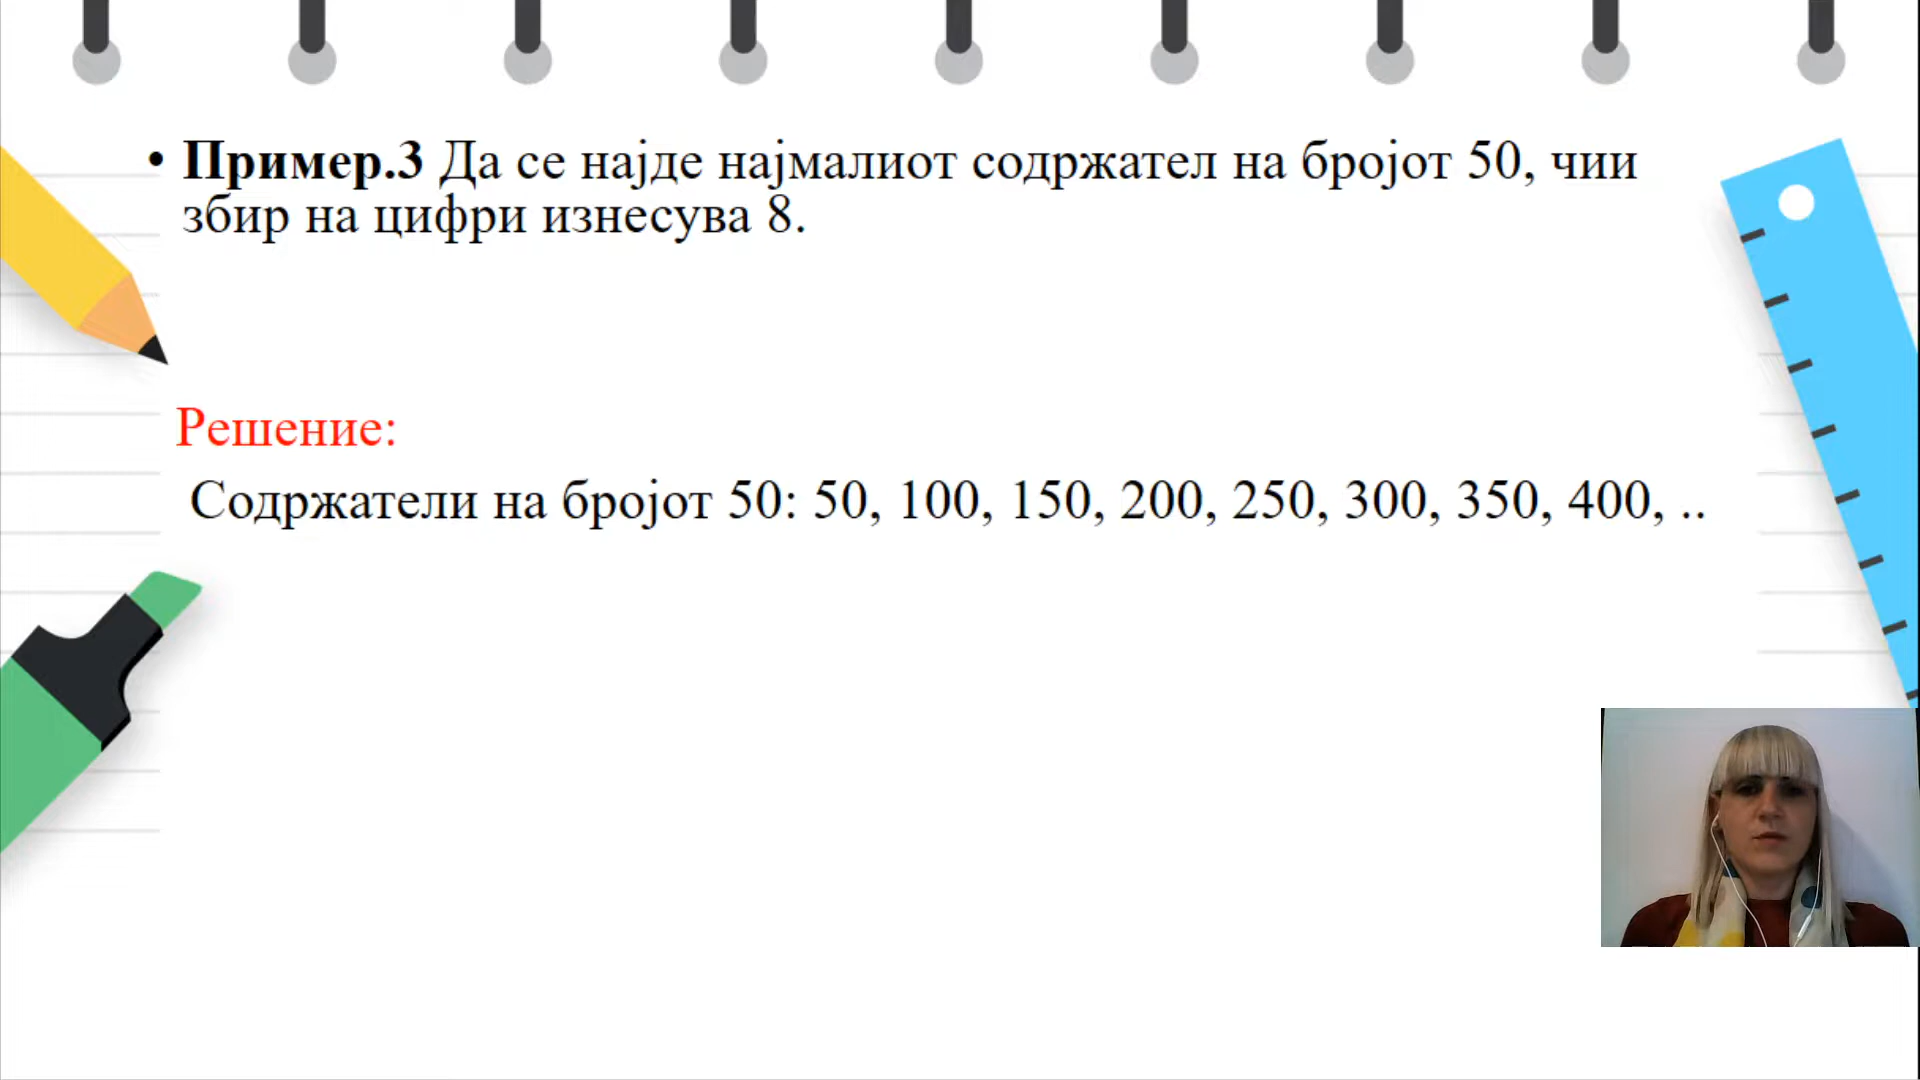 • Пример.3 Да се најде најмалиот содржател на бројот 50, чии
збир на цифри изнесува 8.
Решение:
Содржатели на бројот 50: 50, 100, 150, 200, 250, 300, 350, 400, ..